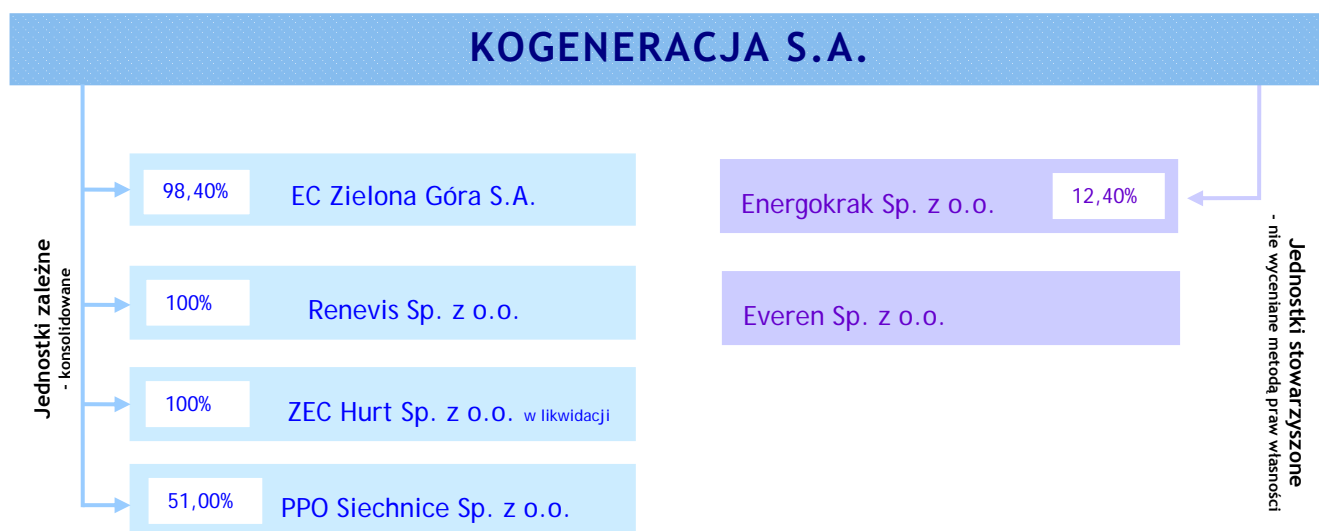 KOGENERACJA S.A.
Jednostki zależne
- konsolidowane
98,40% EC Zielona Góra S.A.
100% Renevis Sp. z o.o.
100% ZEC Hurt Sp. z o.o. w likwidacji
51,00% PPO Siechnice Sp. z o.o.
Energokrak Sp. z o.o. 12,40%
Everen Sp. z o.o.
Jednostki stowarzyszone
- nie wyceniane metodą praw własności